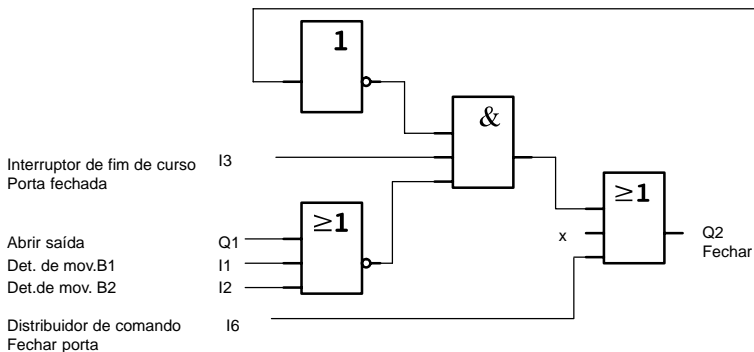 1
&
Interruptor de fim de curso I3
Porta fechada
≥1
≥1
Abrir saída Q1
x
Q2
Det. de mov.B1 I1
Fechar
Det.de mov. B2 I2
Distribuidor de comando I6
Fechar porta